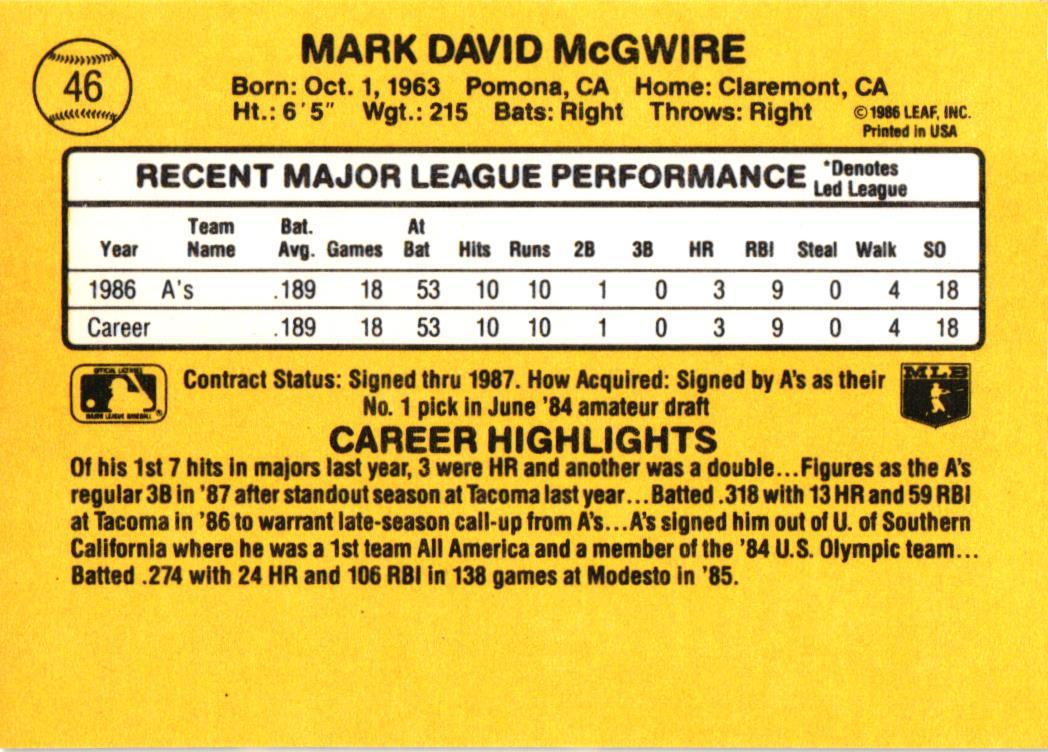 46
MARK DAVID McGWIRE
Born: Oct. 1, 1963 Pomona, CA Home: Claremont, CA
Ht.: 6'5" Wgt.: 215 Bats: Right Throws: Right
©1986 LEAF, INC.
Printed in USA
RECENT MAJOR LEAGUE PERFORMANCE *Denotes Led League
Year Team Name Bat. Avg. Games At Bat Hits Runs 2B 3B HR RBI Steal Walk SO
1986 A's .189 18 53 10 10 1 0 3 9 0 4 18
Career .189 18 53 10 10 1 0 3 9 0 4 18
OFFICIAL LICENSEE
MAJOR LEAGUE BASEBALL ®
Contract Status: Signed thru 1987. How Acquired: Signed by A's as their
No. 1 pick in June '84 amateur draft
MLB
CAREER HIGHLIGHTS
Of his 1st 7 hits in majors last year, 3 were HR and another was a double...Figures as the A's
regular 3B in '87 after standout season at Tacoma last year...Batted .318 with 13 HR and 59 RBI
at Tacoma in '86 to warrant late-season call-up from A's...A's signed him out of U. of Southern
California where he was a 1st team All America and a member of the '84 U.S. Olympic team...
Batted .274 with 24 HR and 106 RBI in 138 games at Modesto in '85.